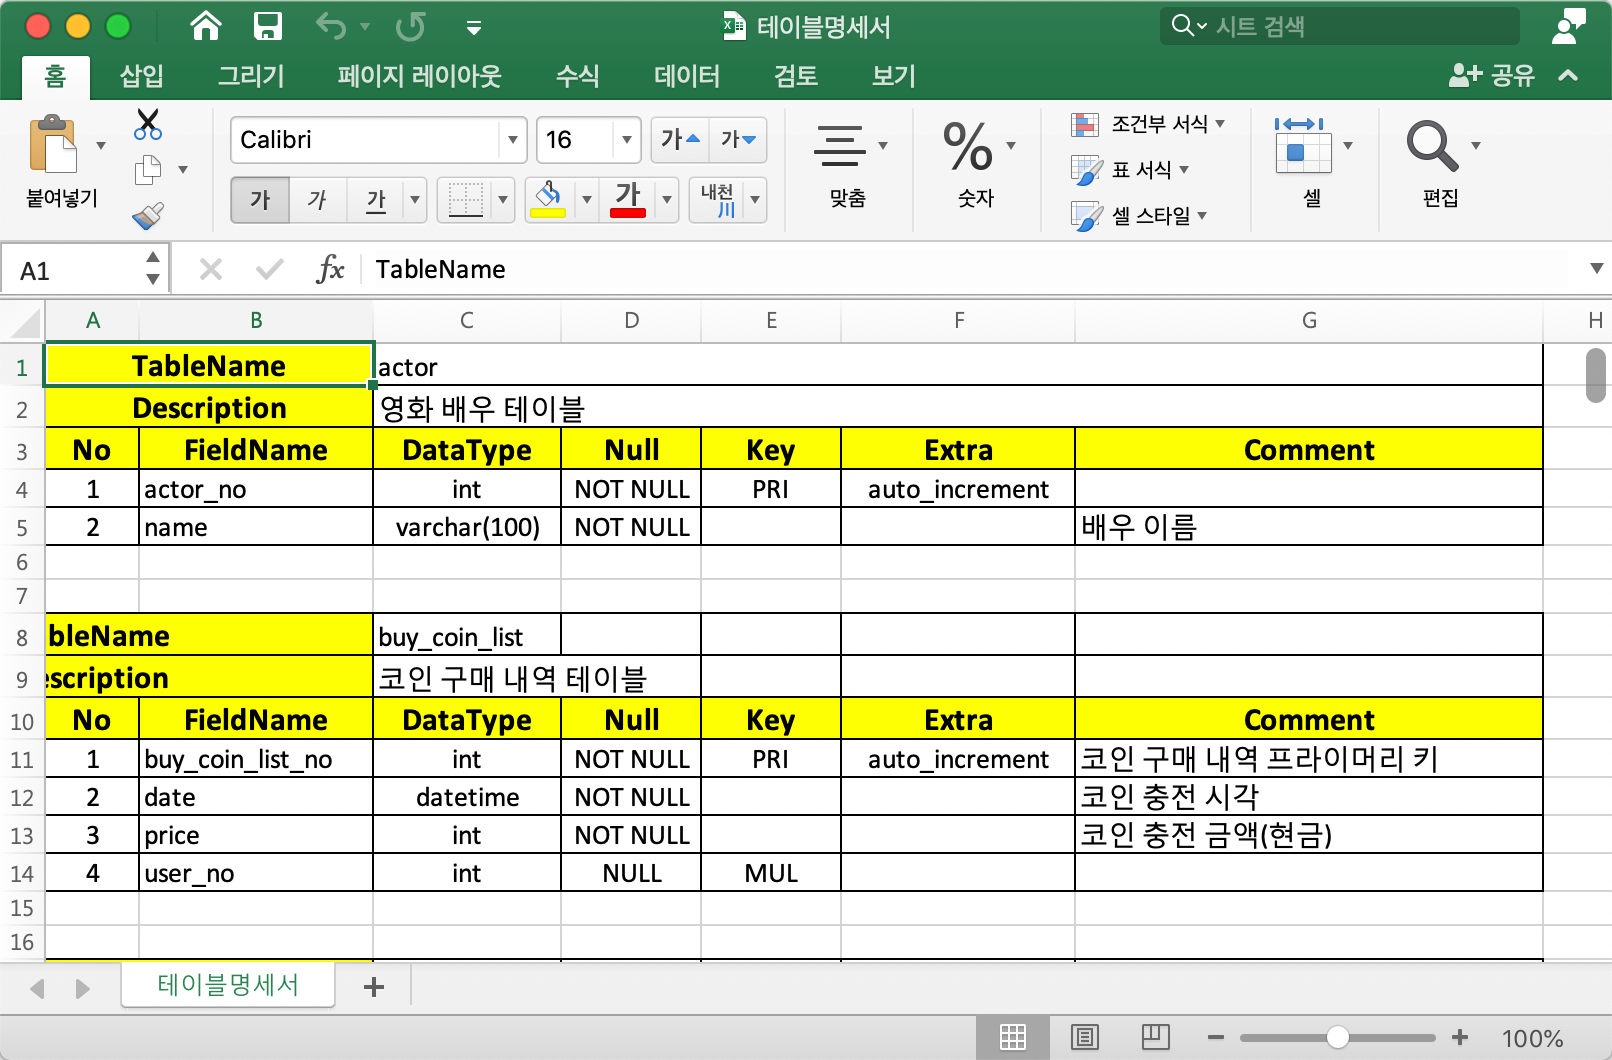 테이블명세서
시트 검색
홈 삽입 그리기 페이지 레이아웃 수식 데이터 검토 보기 공유
붙여넣기
Calibri 16 가 가
가 가 가 가 내천 川
맞춤
% 숫자
조건부 서식
표 서식
셀 스타일
셀
편집
A1 fx TableName
A B C D E F G H
1 TableName actor
2 Description 영화 배우 테이블
3 No FieldName DataType Null Key Extra Comment
4 1 actor_no int NOT NULL PRI auto_increment
5 2 name varchar(100) NOT NULL 배우 이름
6
7
8 bleName buy_coin_list
9 escription 코인 구매 내역 테이블
10 No FieldName DataType Null Key Extra Comment
11 1 buy_coin_list_no int NOT NULL PRI auto_increment 코인 구매 내역 프라이머리 키
12 2 date datetime NOT NULL 코인 충전 시각
13 3 price int NOT NULL 코인 충전 금액(현금)
14 4 user_no int NULL MUL
15
16
테이블명세서
100%